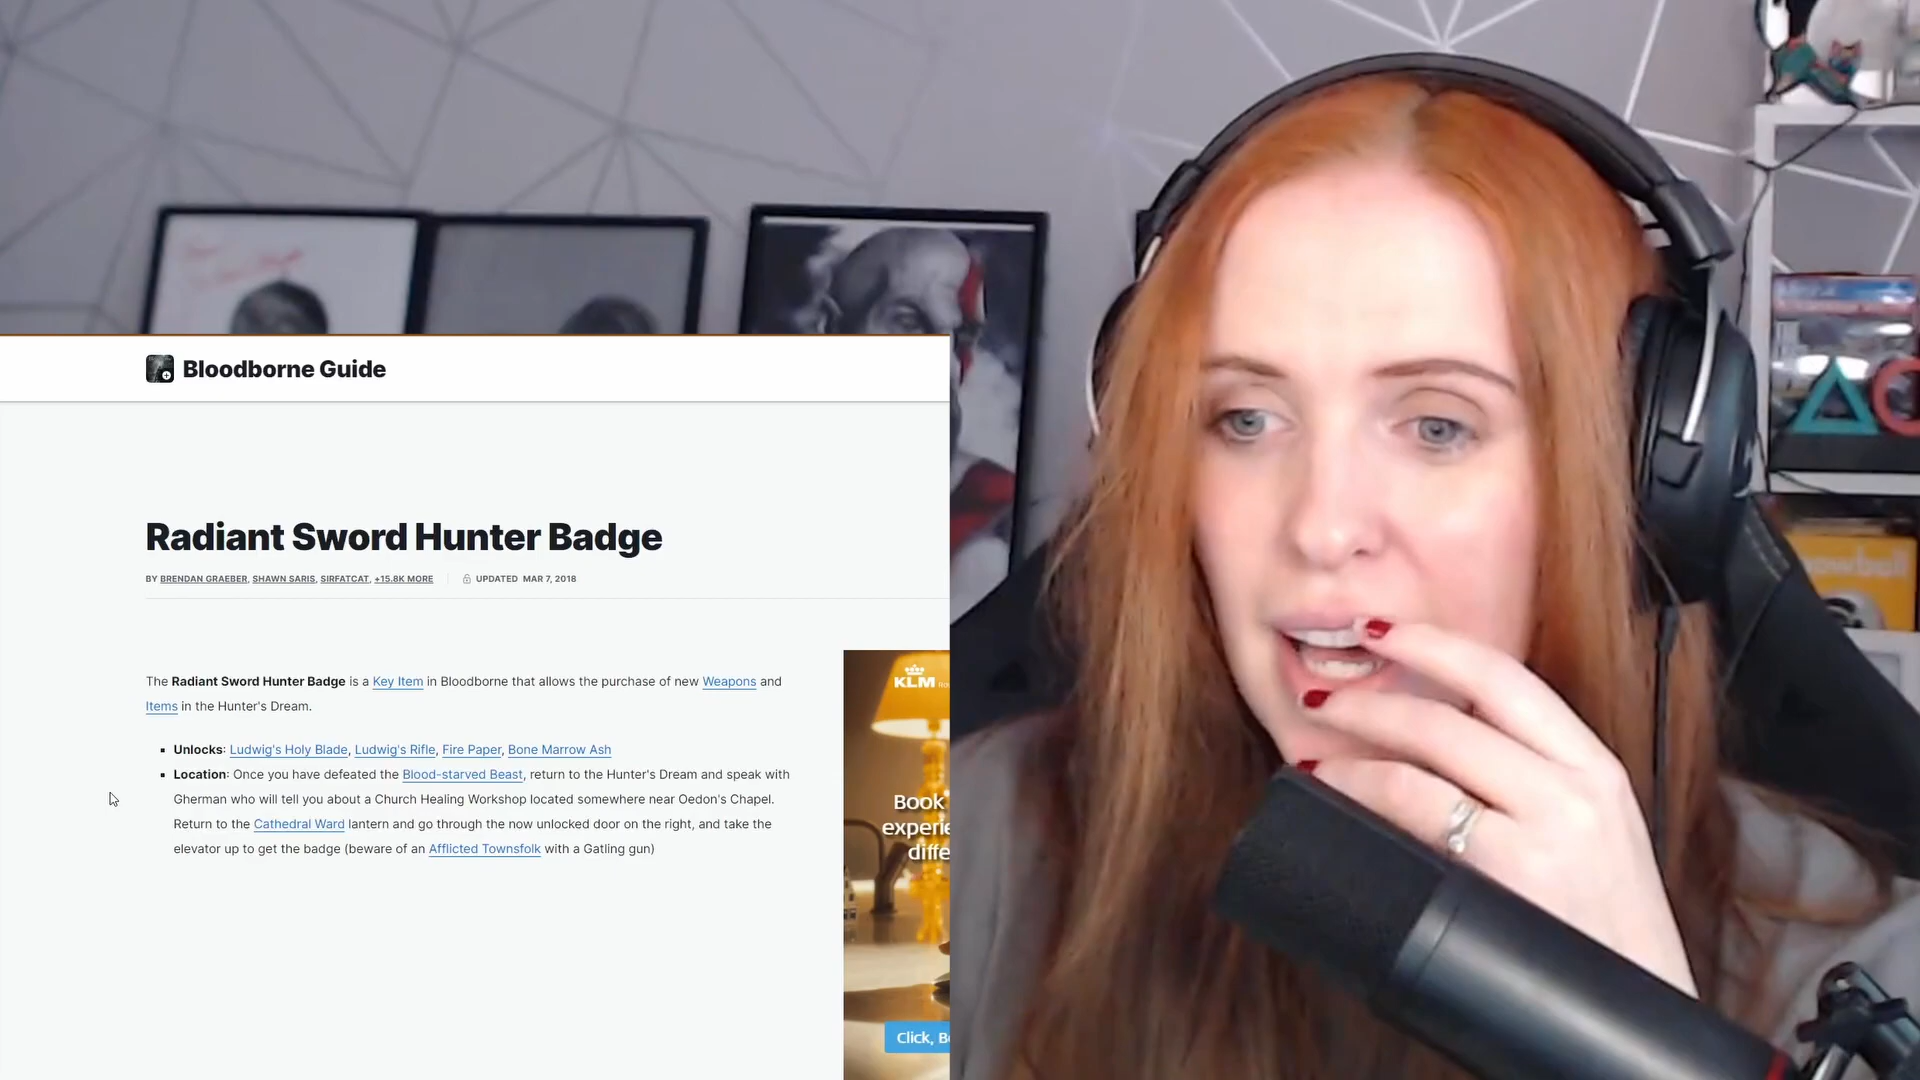 Bloodborne Guide
Radiant Sword Hunter Badge
BY BRENDAN GRAEBER, SHAWN SARIS, SIRFATCAT, +15.8K MORE
UPDATED MAR 7, 2018
The Radiant Sword Hunter Badge is a Key Item in Bloodborne that allows the purchase of new Weapons and
Items in the Hunter's Dream.
Unlocks: Ludwig's Holy Blade, Ludwig's Rifle, Fire Paper, Bone Marrow Ash
Location: Once you have defeated the Blood-starved Beast, return to the Hunter's Dream and speak with
Gherman who will tell you about a Church Healing Workshop located somewhere near Oedon's Chapel.
Return to the Cathedral Ward lantern and go through the now unlocked door on the right, and take the
elevator up to get the badge (beware of an Afflicted Townsfolk with a Gatling gun)
KLM
Book
Click,